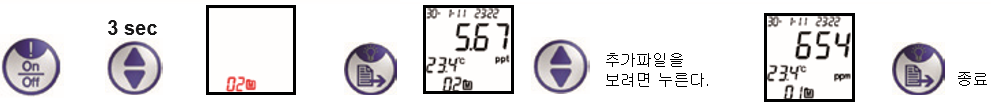 !
On
Off
3 sec
02 M
30- 1-11 2322
5.67
ppt
23.4°C
02 M
추가파일을
보려면 누른다.
30- 1-11 2322
654
23.4°C ppm
01 M
종료